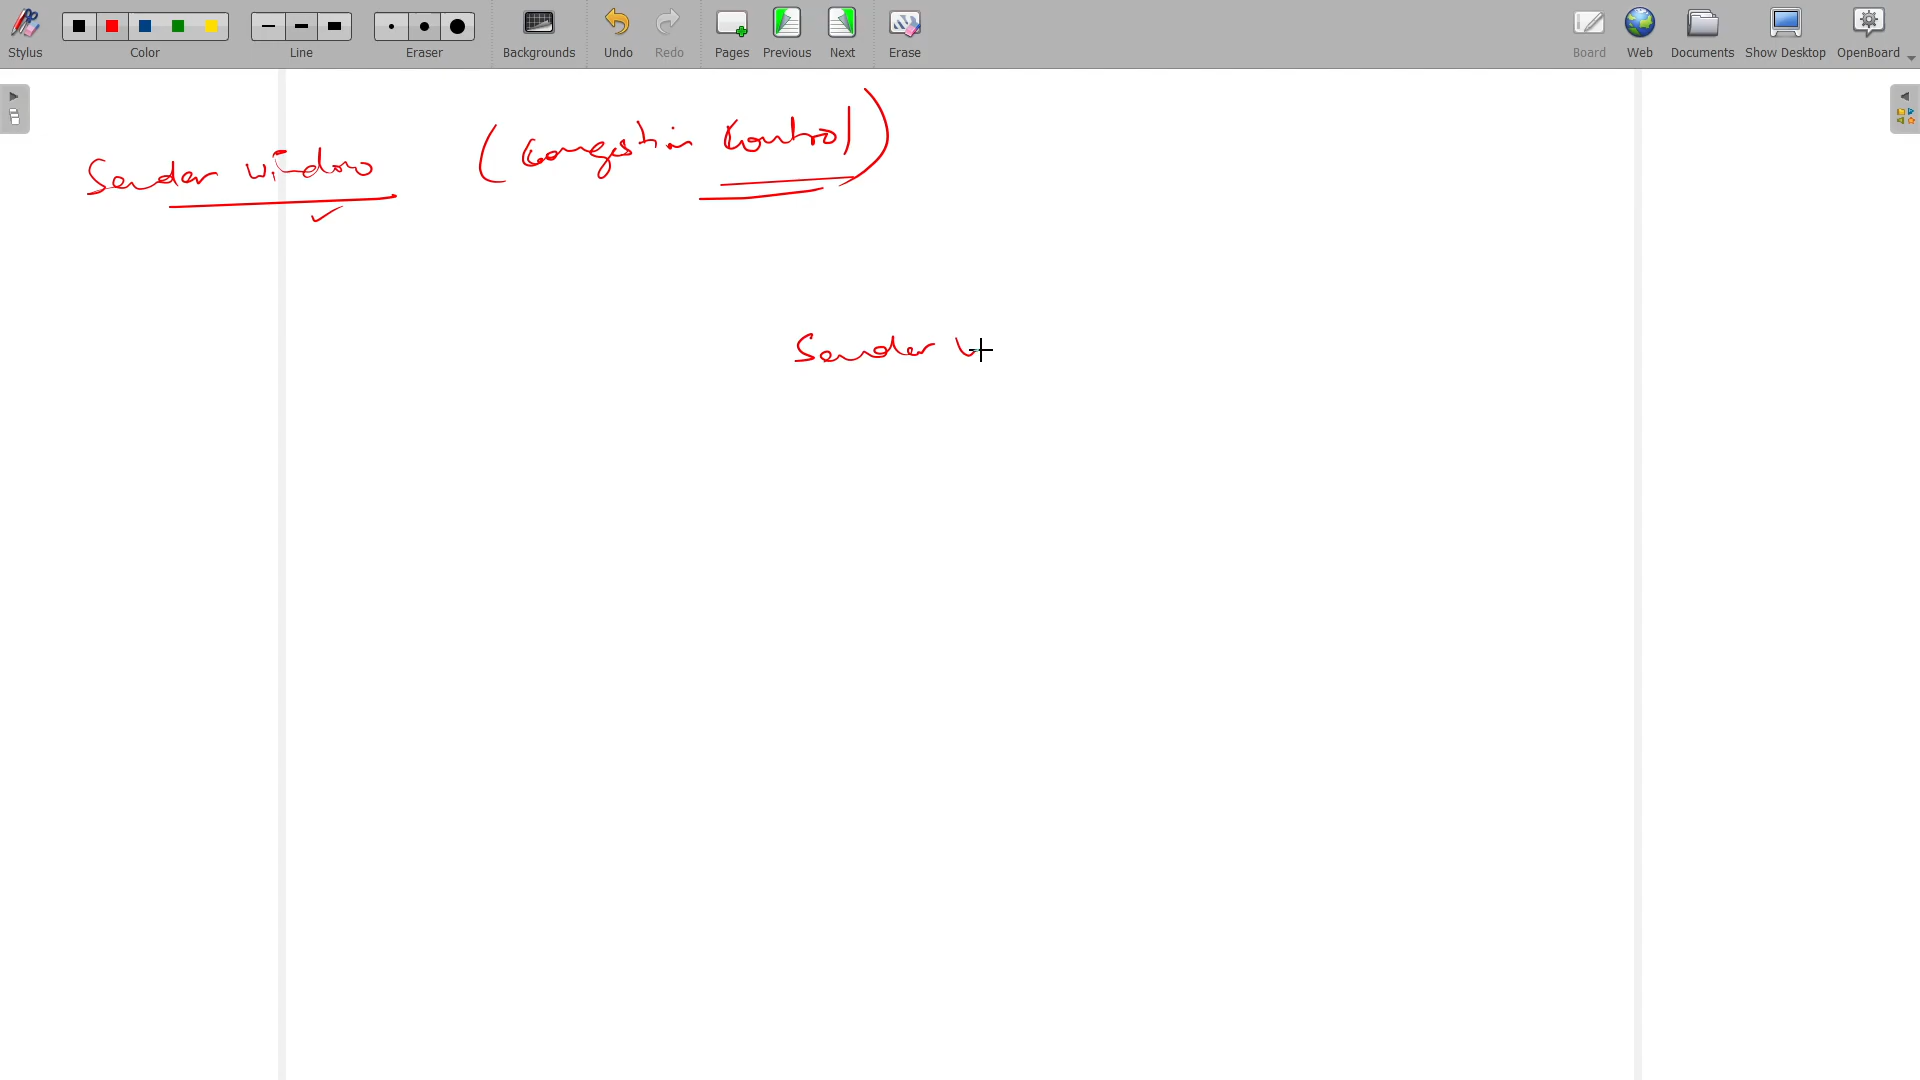 Stylus Color Line Eraser Backgrounds Undo Redo Pages Previous Next Erase Board Web Documents Show Desktop OpenBoard
Sender window (Congestion Control)
Sender w